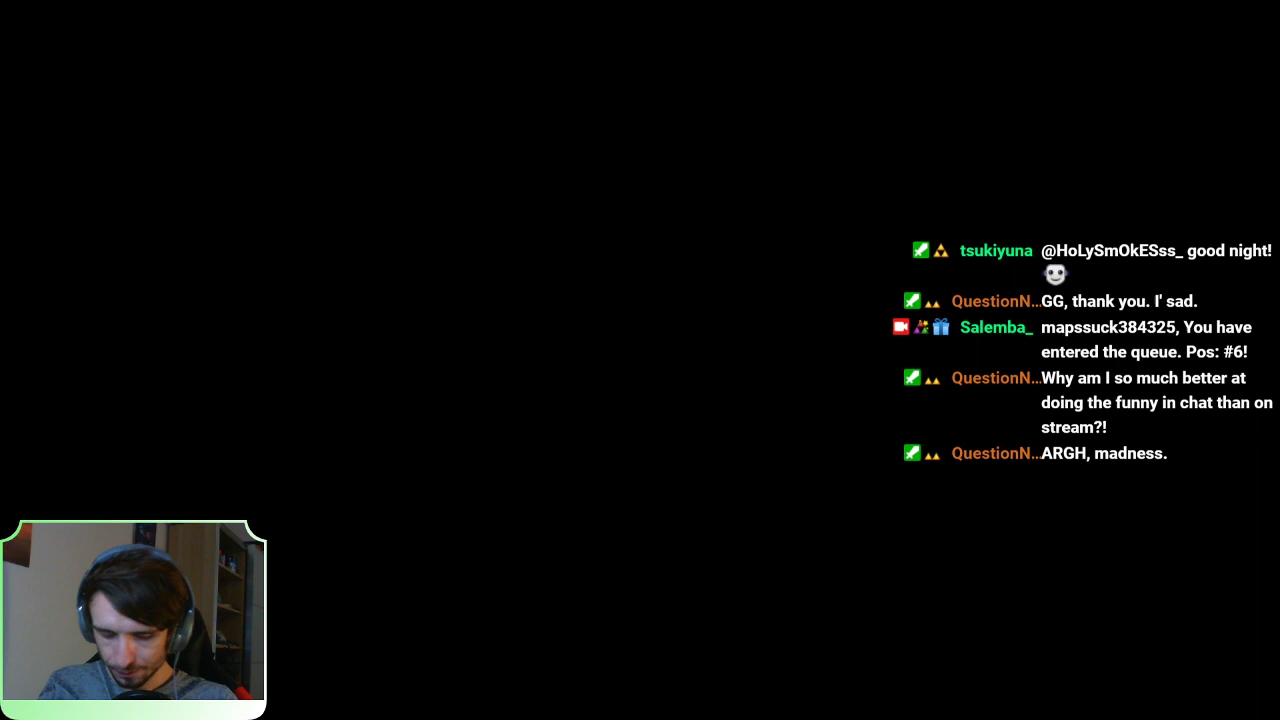 tsukiyuna @HoLySmOkESss_ good night!
QuestionN... GG, thank you. I' sad.
Salemba_ mapssuck384325, You have
entered the queue. Pos: #6!
QuestionN... Why am I so much better at
doing the funny in chat than on
stream?!
QuestionN... ARGH, madness.